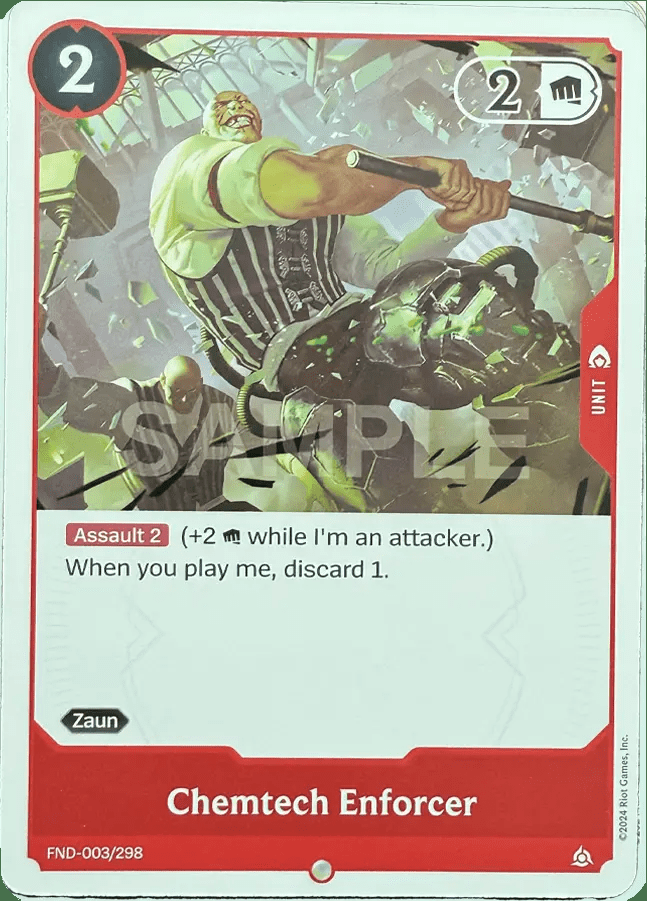 2
2
UNIT
SAMPLE
Assault 2 (+2 while I'm an attacker.)
When you play me, discard 1.
Zaun
Chemtech Enforcer
©2024 Riot Games, Inc.
FND-003/298